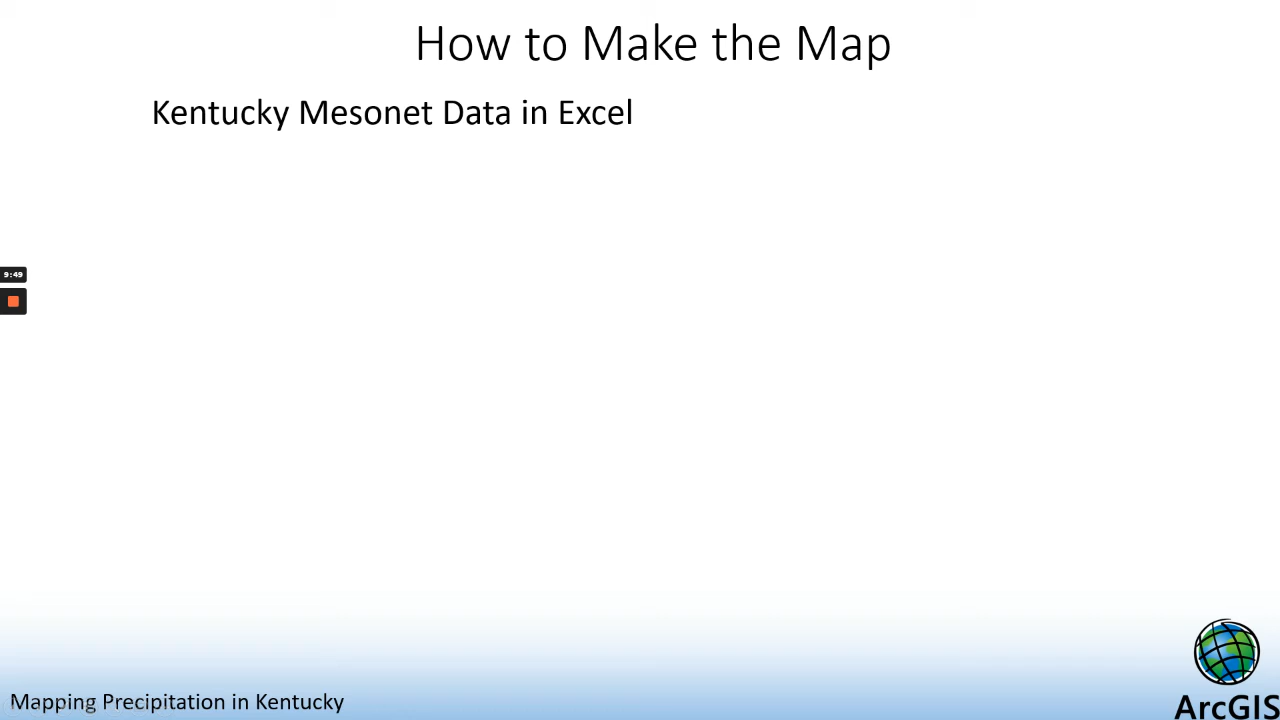 How to Make the Map
Kentucky Mesonet Data in Excel
9:49
Mapping Precipitation in Kentucky
ArcGIS